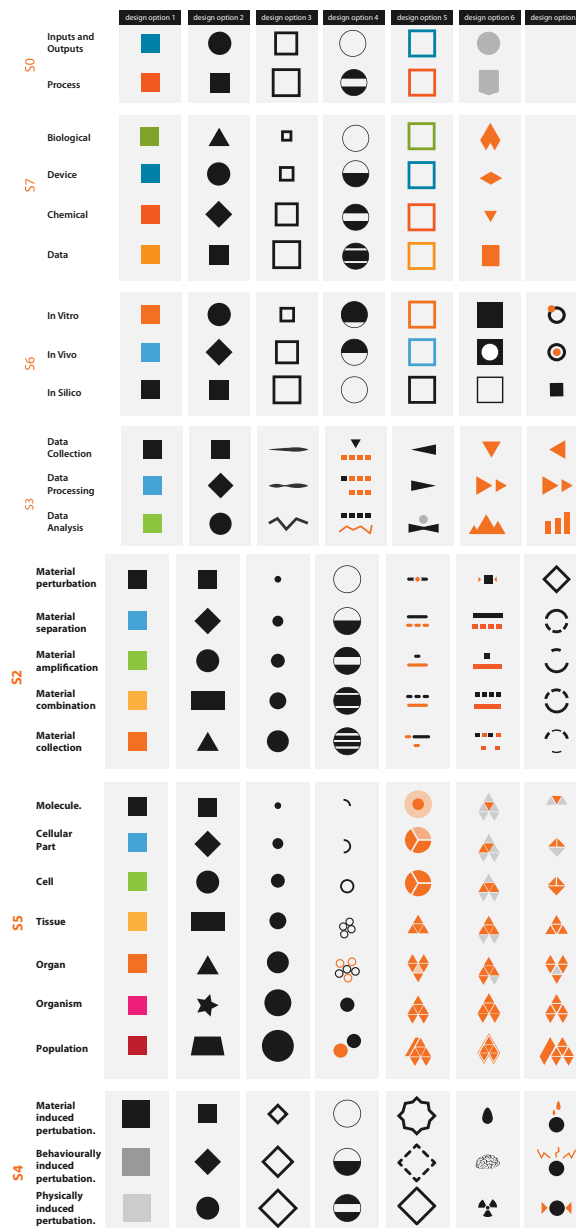 design option 1 design option 2 design option 3 design option 4 design option 5 design option 6 design option
S0
Inputs and
Outputs
Process
S7
Biological
Device
Chemical
Data
S6
In Vitro
In Vivo
In Silico
S3
Data
Collection
Data
Processing
Data
Analysis
S2
Material
perturbation
Material
separation
Material
amplification
Material
combination
Material
collection
S5
Molecule.
Cellular
Part
Cell
Tissue
Organ
Organism
Population
S4
Material
induced
pertubation.
Behaviourally
induced
pertubation.
Physically
induced
pertubation.